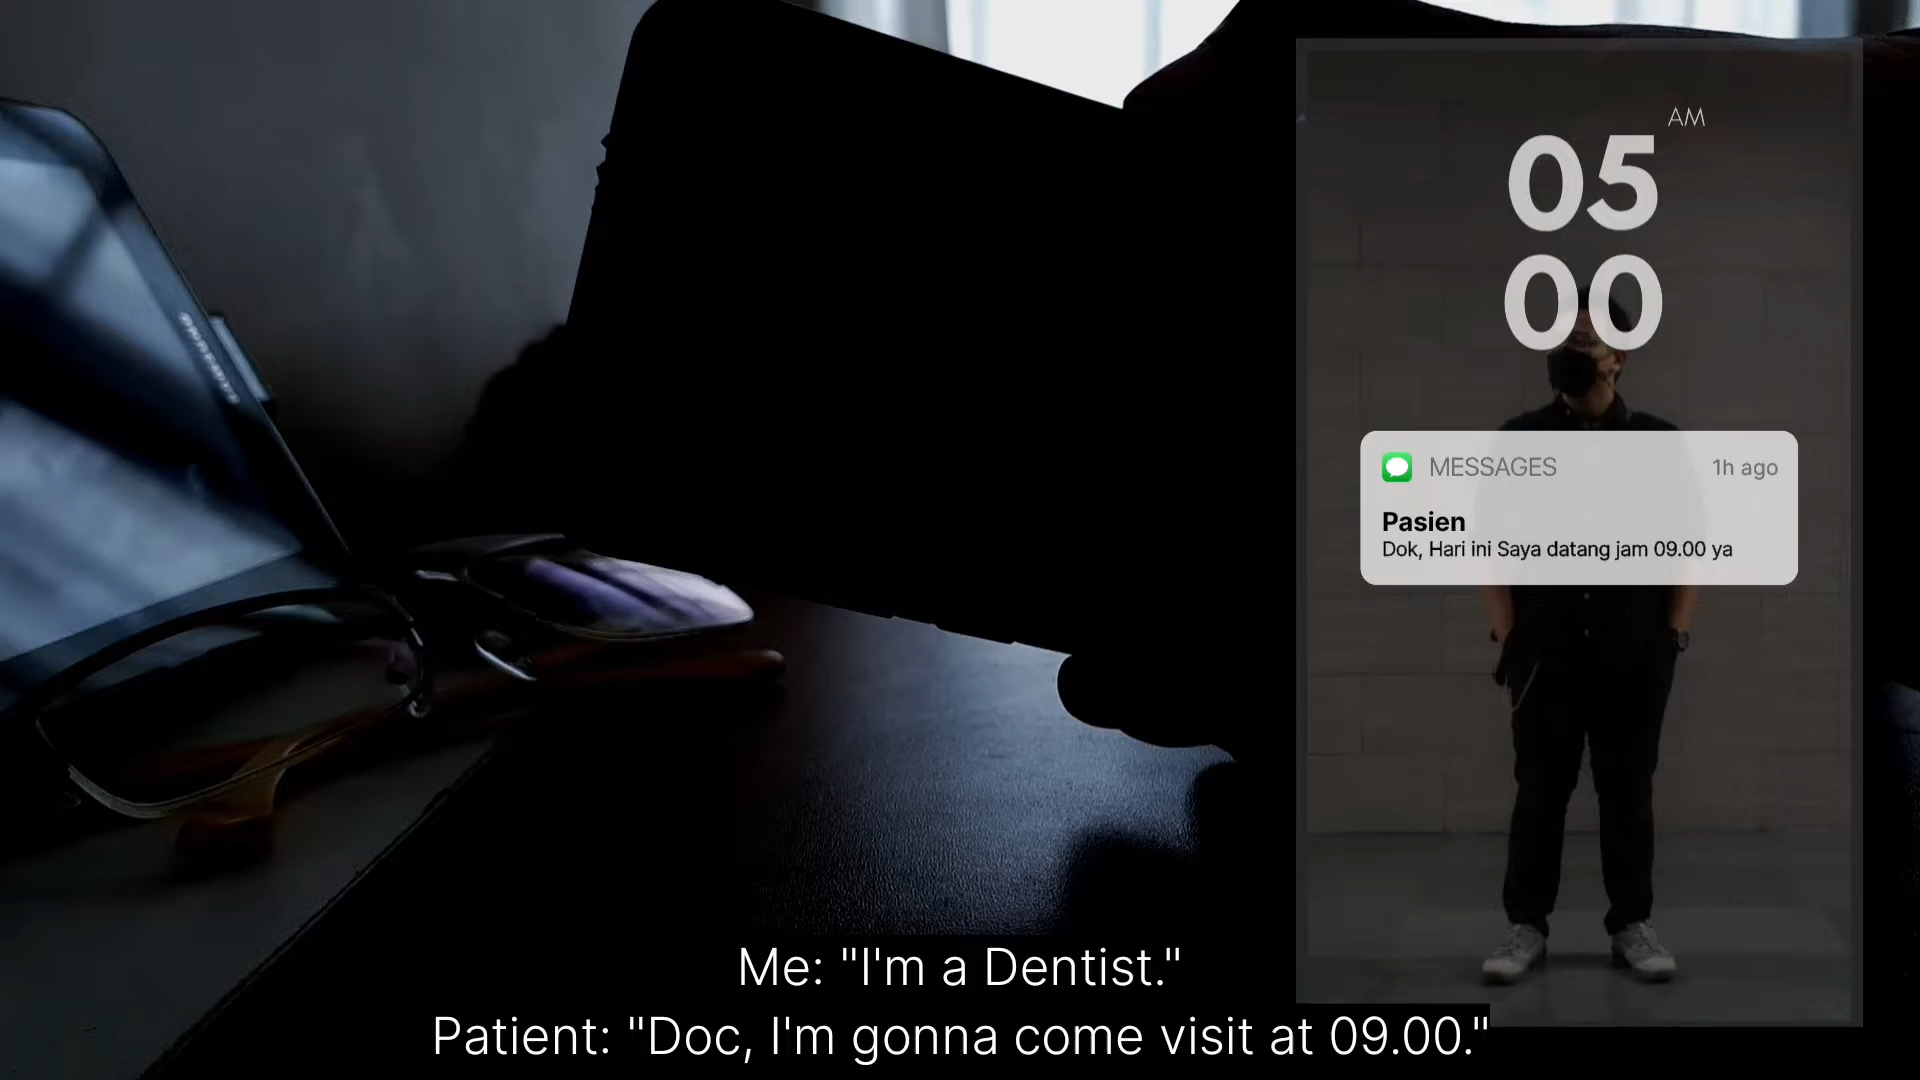 AM
05
00
MESSAGES
1h ago
Pasien
Dok, Hari ini Saya datang jam 09.00 ya
Me: "I'm a Dentist."
Patient: "Doc, I'm gonna come visit at 09.00."